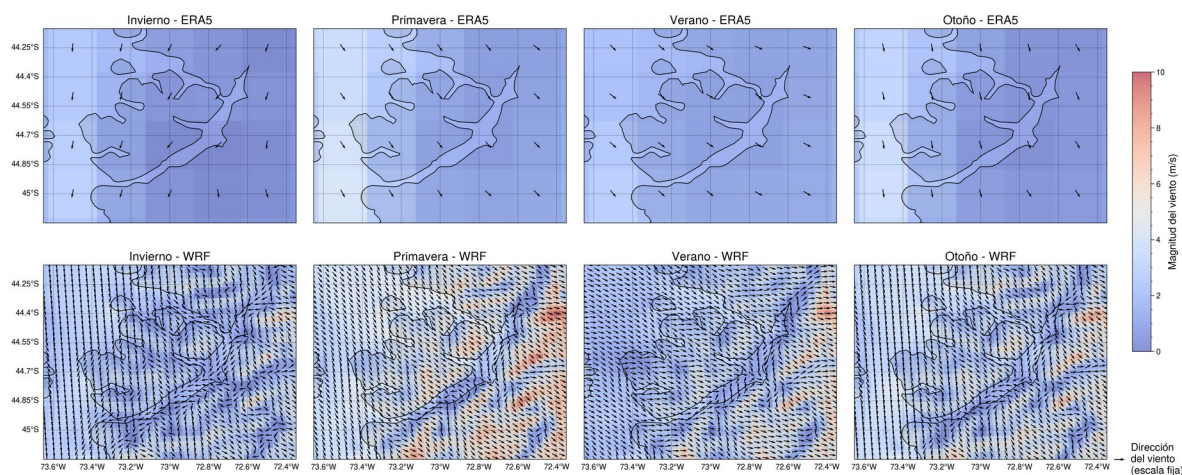 Invierno - ERA5
Primavera - ERA5
Verano - ERA5
Otoño - ERA5
44.25°S
44.4°S
44.55°S
44.7°S
44.85°S
45°S
10
8
6
4
2
0
Magnitud del viento (m/s)
Invierno - WRF
Primavera - WRF
Verano - WRF
Otoño - WRF
44.25°S
44.4°S
44.55°S
44.7°S
44.85°S
45°S
73.6°W 73.4°W 73.2°W 73°W 72.8°W 72.6°W 72.4°W
73.6°W 73.4°W 73.2°W 73°W 72.8°W 72.6°W 72.4°W
73.6°W 73.4°W 73.2°W 73°W 72.8°W 72.6°W 72.4°W
73.6°W 73.4°W 73.2°W 73°W 72.8°W 72.6°W 72.4°W
Dirección
del viento
(escala fija)